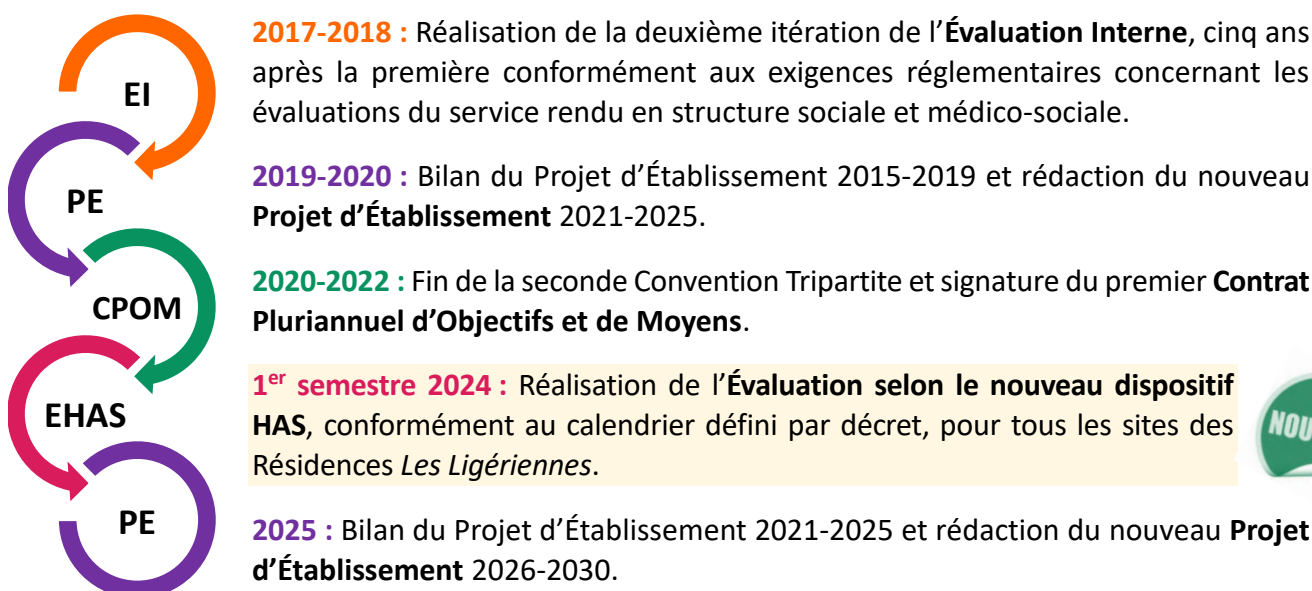 EI
2017-2018 : Réalisation de la deuxième itération de l’Évaluation Interne, cinq ans
après la première conformément aux exigences réglementaires concernant les
évaluations du service rendu en structure sociale et médico-sociale.
PE
2019-2020 : Bilan du Projet d’Établissement 2015-2019 et rédaction du nouveau
Projet d’Établissement 2021-2025.
CPOM
2020-2022 : Fin de la seconde Convention Tripartite et signature du premier Contrat
Pluriannuel d’Objectifs et de Moyens.
EHAS
1er semestre 2024 : Réalisation de l’Évaluation selon le nouveau dispositif
HAS, conformément au calendrier défini par décret, pour tous les sites des
Résidences Les Ligériennes.
PE
2025 : Bilan du Projet d’Établissement 2021-2025 et rédaction du nouveau Projet
d’Établissement 2026-2030.